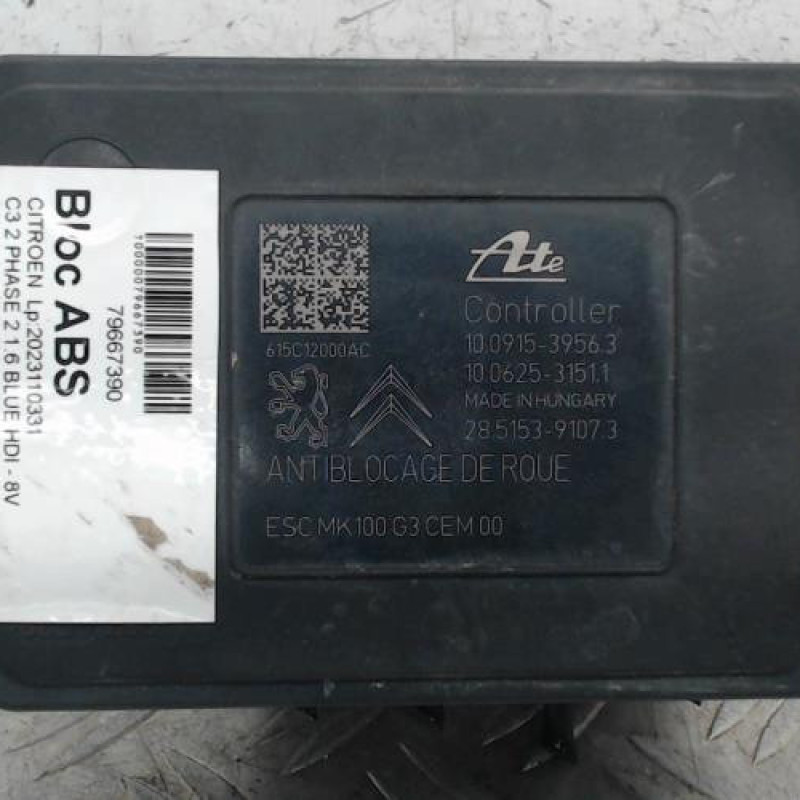 Bloc ABS
79667390
10000079667390
CITROEN Lp:2023110331
C3 2 PHASE 2 1.6 BLUE HDI - 8V
Ate
Controller
615C12000AC
10.0915-3956.3
10.0625-3151.1
MADE IN HUNGARY
28.5153-9107.3
ANTIBLOCAGE DE ROUE
ESC MK100 G3 CEM 00